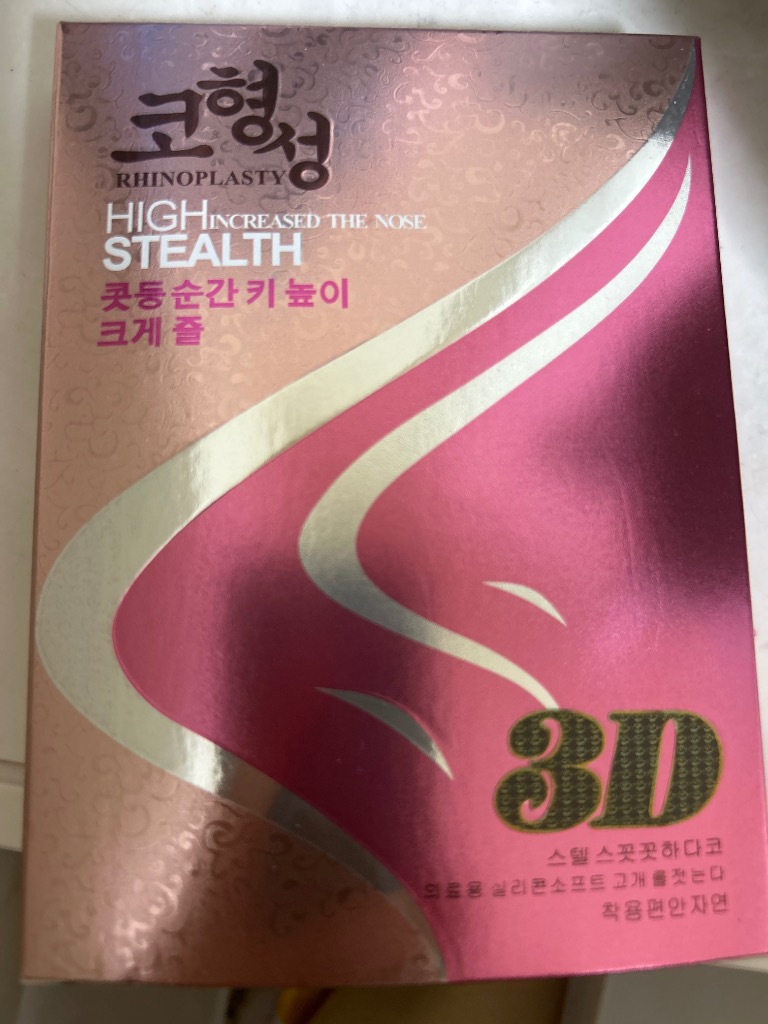 코형성
RHINOPLASTY
HIGH INCREASED THE NOSE
STEALTH
콧등 순간 키 높이
크게 쥴
3D
스텔 스꼿꼿하다코
의료용 실리콘소프트 고개 를젓는다
착용편안자연